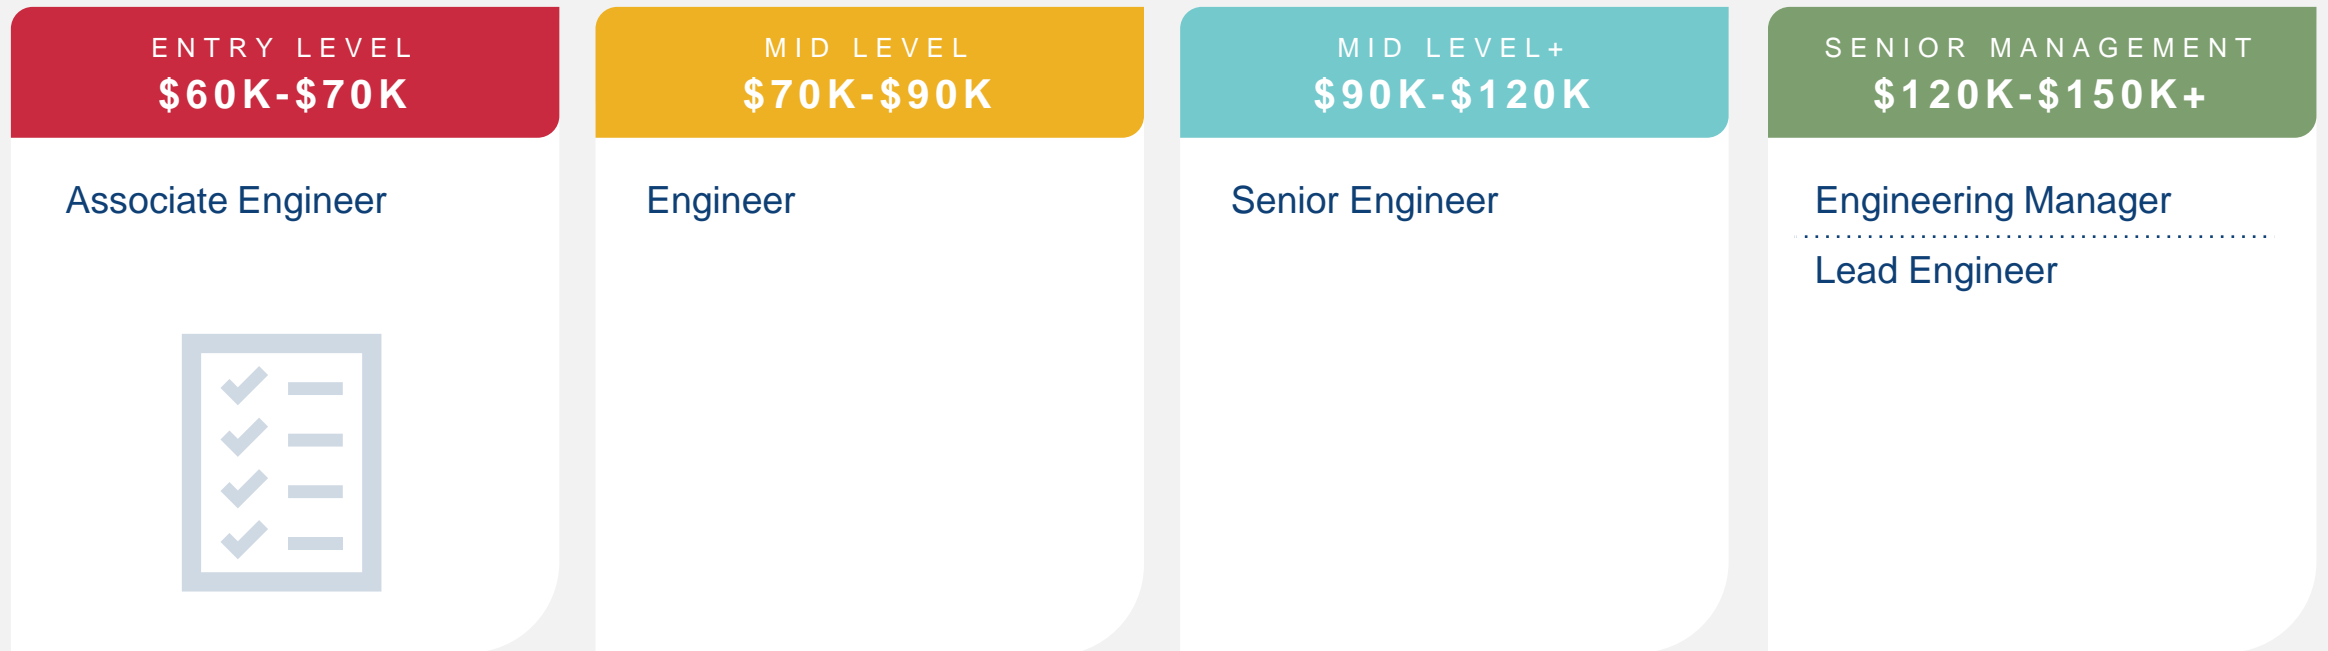 ENTRY LEVEL
$60K-$70K
Associate Engineer
MID LEVEL
$70K-$90K
Engineer
MID LEVEL+
$90K-$120K
Senior Engineer
SENIOR MANAGEMENT
$120K-$150K+
Engineering Manager
Lead Engineer